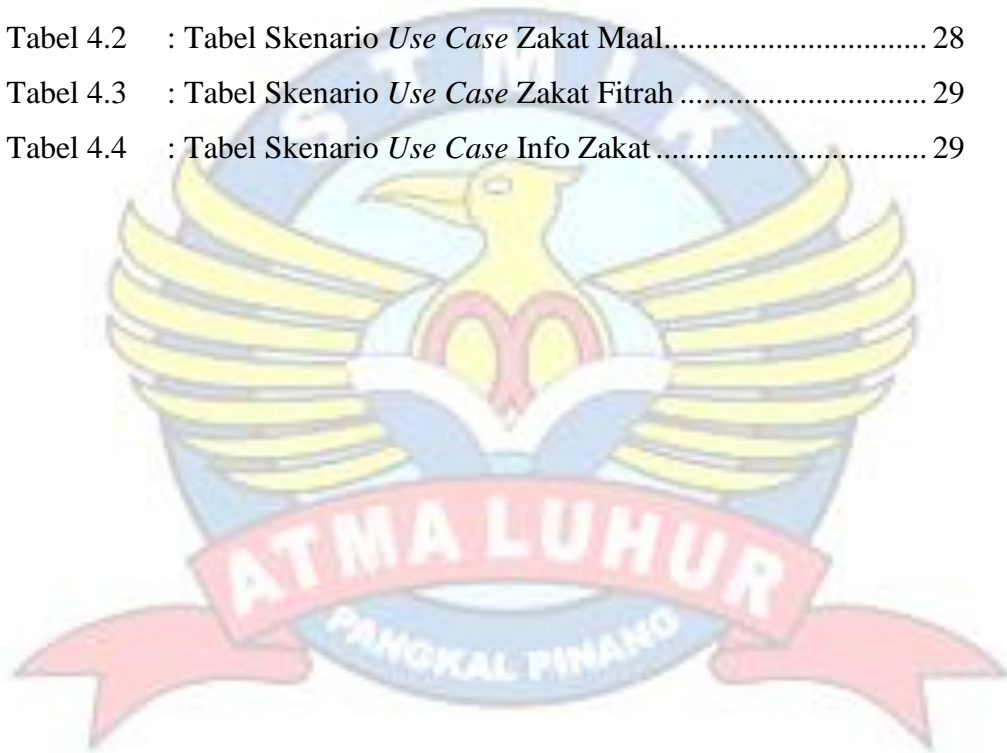 Tabel 4.2 : Tabel Skenario Use Case Zakat Maal................................ 28
Tabel 4.3 : Tabel Skenario Use Case Zakat Fitrah .............................. 29
Tabel 4.4 : Tabel Skenario Use Case Info Zakat ................................. 29
STMIK
ATMA LUHUR
PANGKAL PINANG